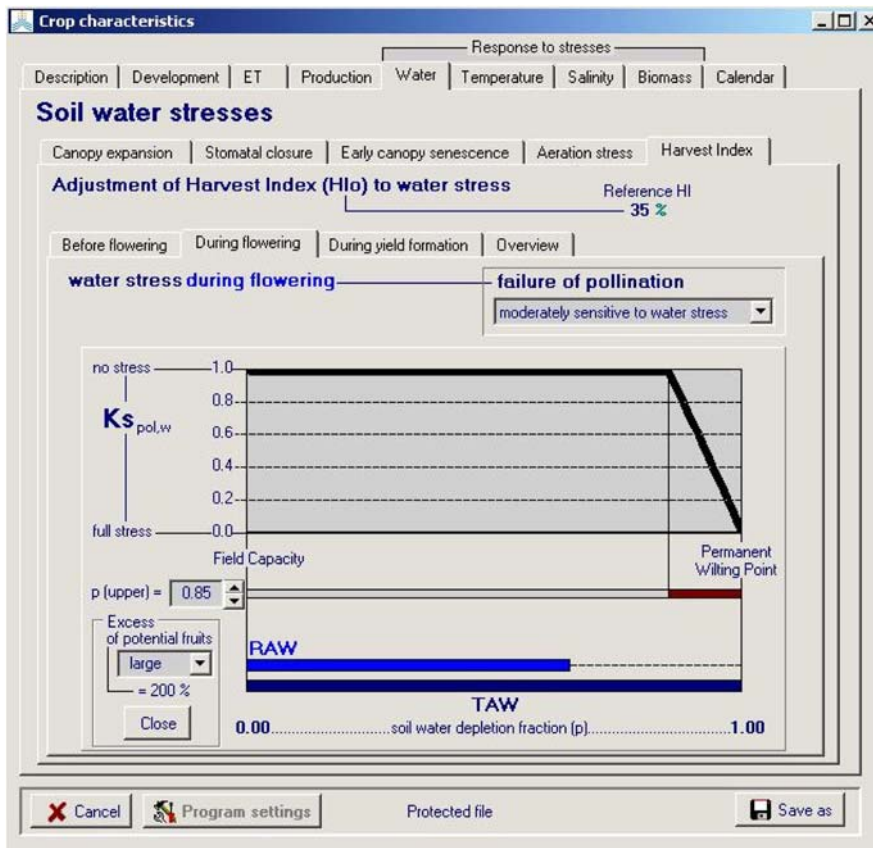 Crop characteristics
Response to stresses
Description Development ET Production Water Temperature Salinity Biomass Calendar
Soil water stresses
Canopy expansion Stomatal closure Early canopy senescence Aeration stress Harvest Index
Adjustment of Harvest Index (HIo) to water stress
Reference HI
35 %
Before flowering During flowering During yield formation Overview
water stress during flowering
failure of pollination
moderately sensitive to water stress
no stress 1.0
0.8
Ks pol,w
0.6
0.4
0.2
full stress 0.0
Field Capacity
Permanent
Wilting Point
p (upper) = 0.85
Excess
of potential fruits
large
= 200 %
Close
RAW
TAW
0.00 soil water depletion fraction (p) 1.00
Cancel Program settings Protected file Save as